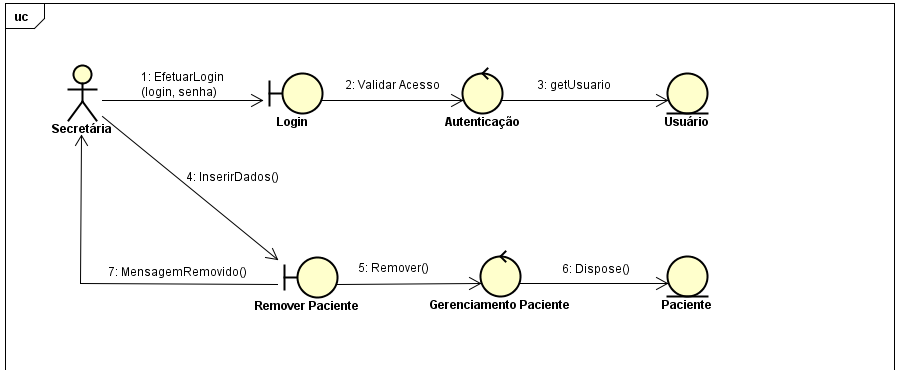 uc
1: EfetuarLogin
(login, senha)
2: Validar Acesso
3: getUsuario
Secretária
Login
Autenticação
Usuário
4: InserirDados()
7: MensagemRemovido()
5: Remover()
6: Dispose()
Remover Paciente
Gerenciamento Paciente
Paciente